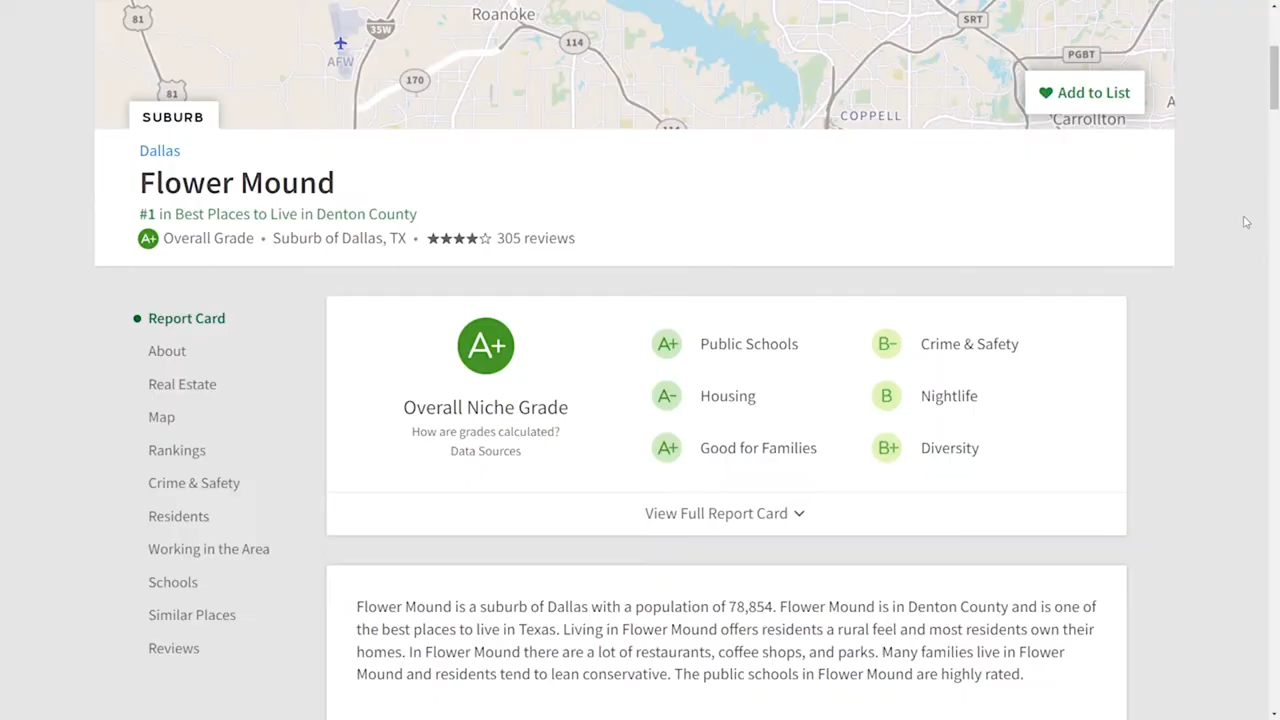 81
Roanoke
35W
SRT
114
PGBT
AFW
170
81
Add to List
SUBURB
COPPELL
Carrollton
Dallas
Flower Mound
#1 in Best Places to Live in Denton County
A+ Overall Grade • Suburb of Dallas, TX • ★★★★☆ 305 reviews
Report Card
About
Real Estate
Map
Rankings
Crime & Safety
Residents
Working in the Area
Schools
Similar Places
Reviews
A+
Overall Niche Grade
How are grades calculated?
Data Sources
A+ Public Schools
A- Housing
A+ Good for Families
B- Crime & Safety
B Nightlife
B+ Diversity
View Full Report Card
Flower Mound is a suburb of Dallas with a population of 78,854. Flower Mound is in Denton County and is one of
the best places to live in Texas. Living in Flower Mound offers residents a rural feel and most residents own their
homes. In Flower Mound there are a lot of restaurants, coffee shops, and parks. Many families live in Flower
Mound and residents tend to lean conservative. The public schools in Flower Mound are highly rated.